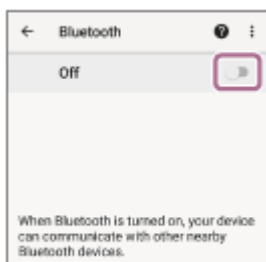 Bluetooth
Off
When Bluetooth is turned on, your device
can communicate with other nearby
Bluetooth devices.